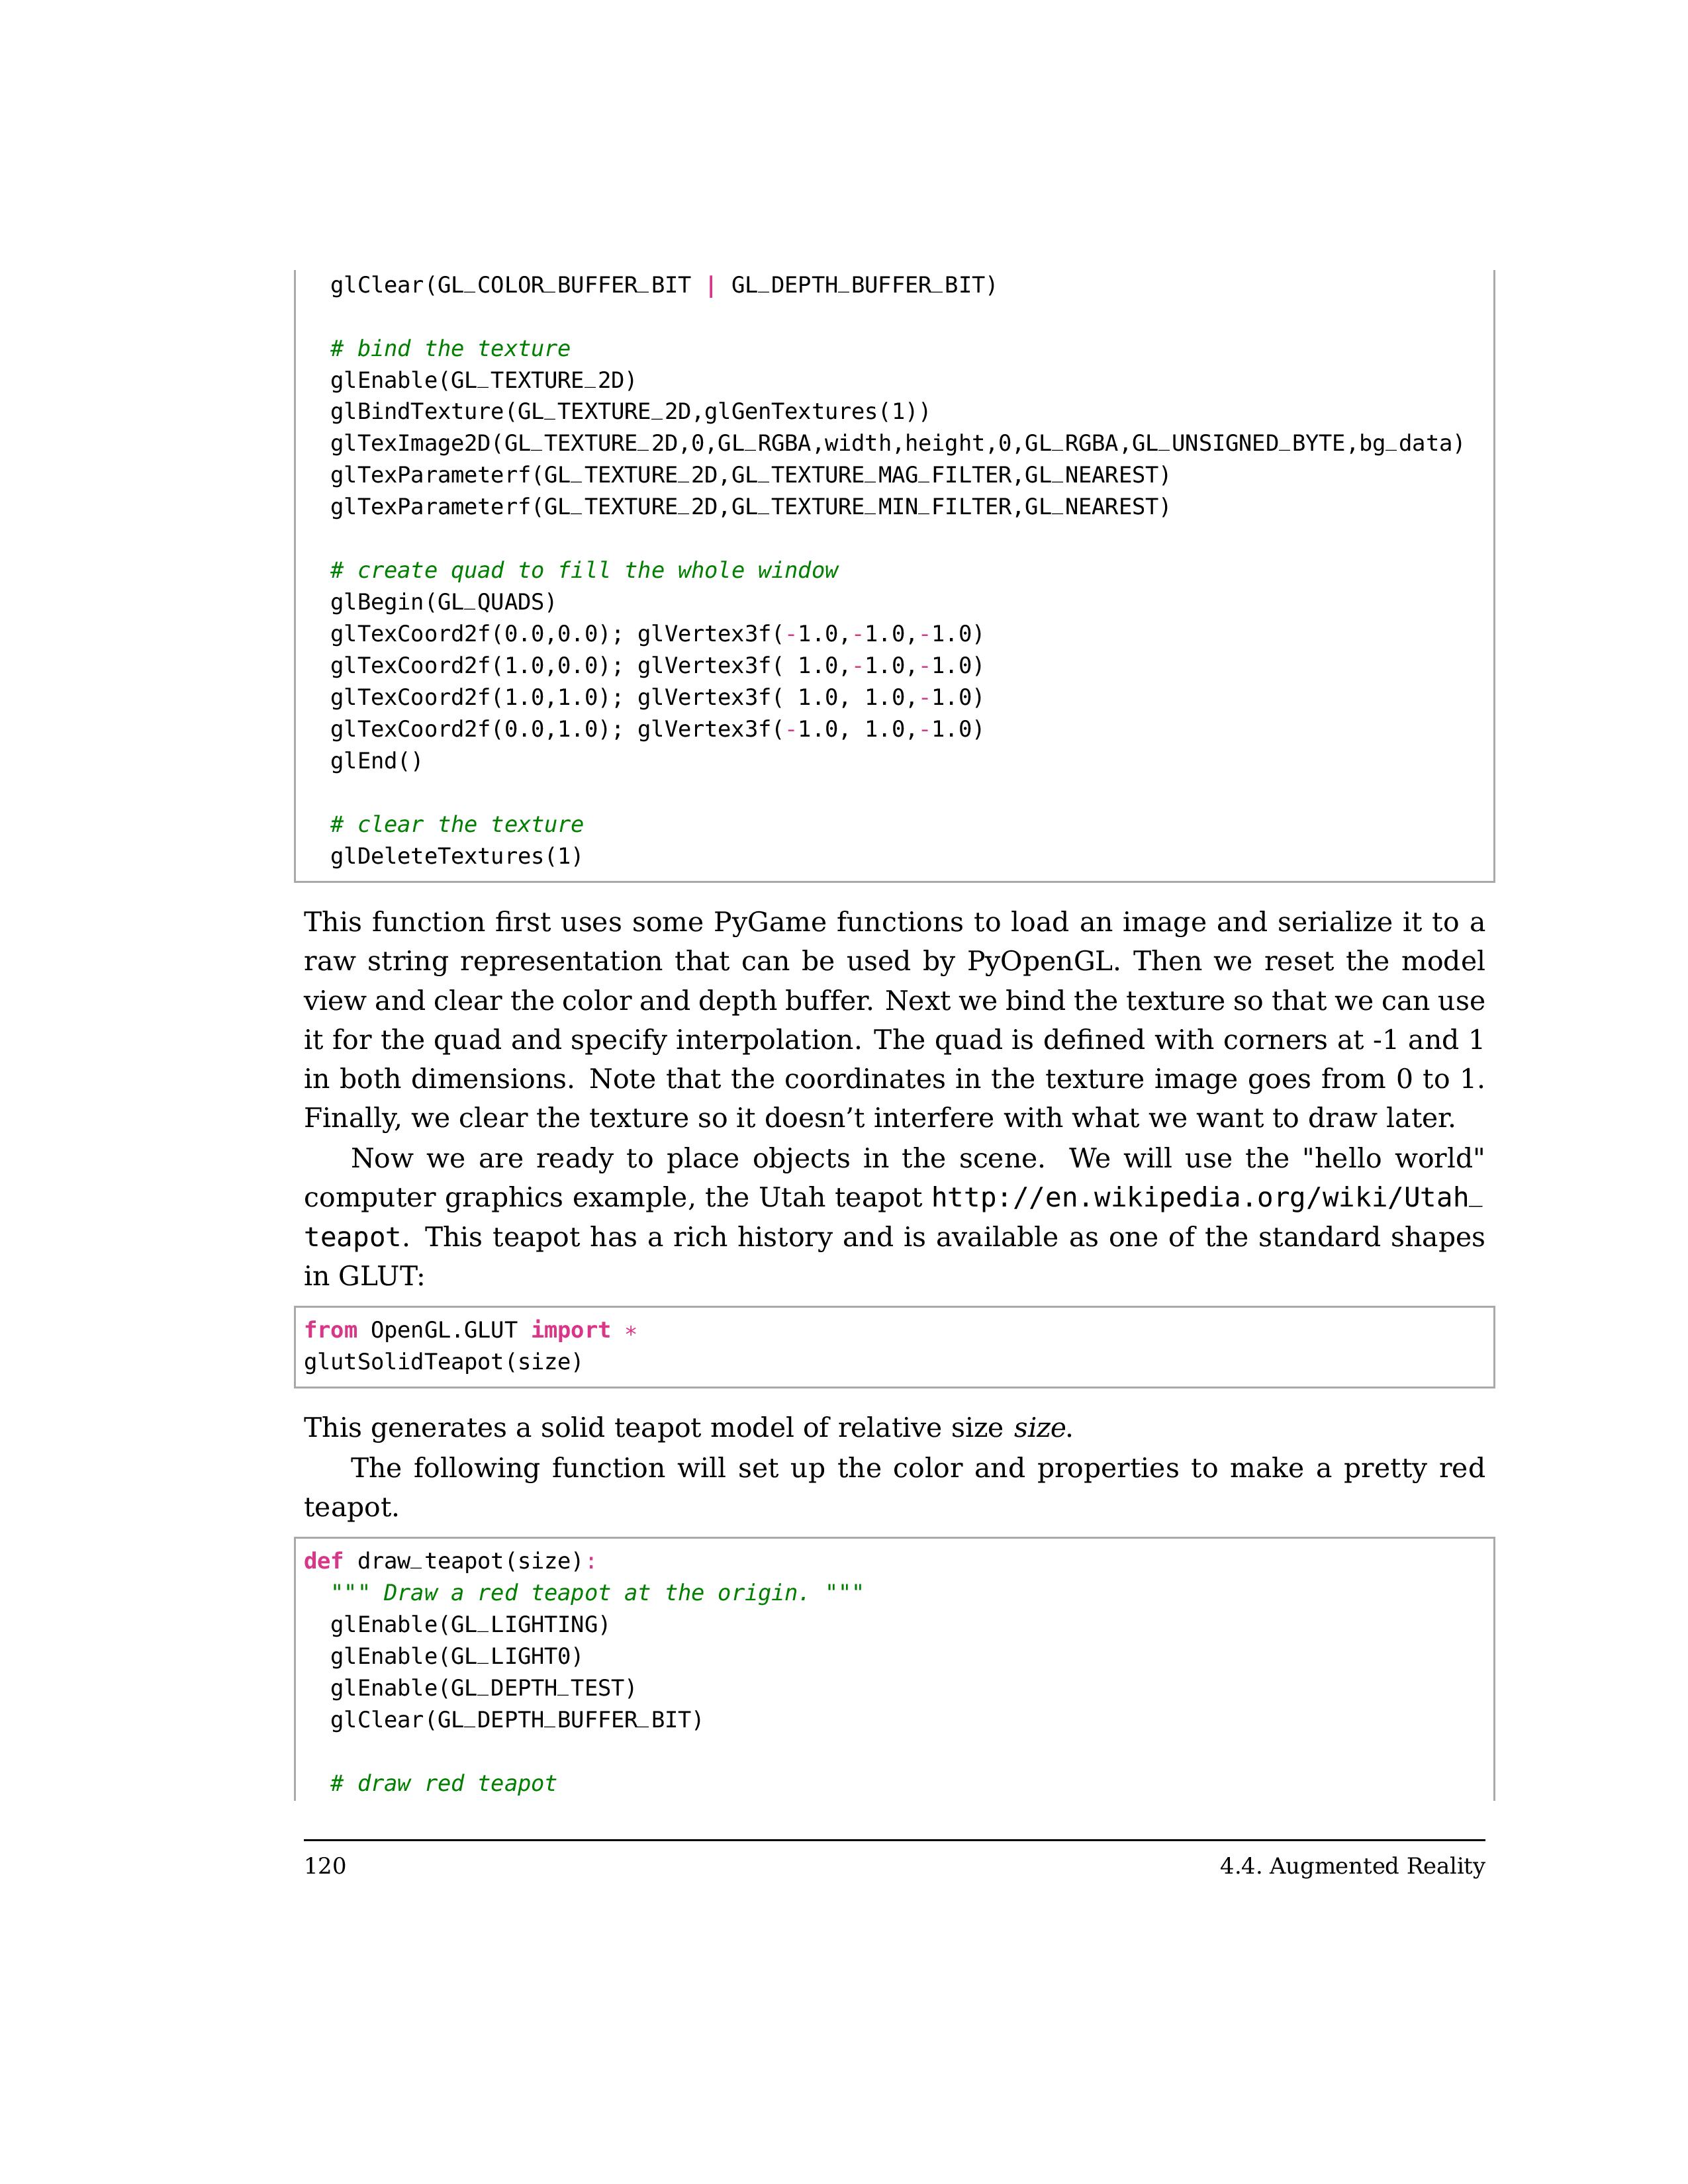 glClear(GL_COLOR_BUFFER_BIT | GL_DEPTH_BUFFER_BIT)
# bind the texture
glEnable(GL_TEXTURE_2D)
glBindTexture(GL_TEXTURE_2D,glGenTextures(1))
glTexImage2D(GL_TEXTURE_2D,0,GL_RGBA,width,height,0,GL_RGBA,GL_UNSIGNED_BYTE,bg_data)
glTexParameterf(GL_TEXTURE_2D,GL_TEXTURE_MAG_FILTER,GL_NEAREST)
glTexParameterf(GL_TEXTURE_2D,GL_TEXTURE_MIN_FILTER,GL_NEAREST)
# create quad to fill the whole window
glBegin(GL_QUADS)
glTexCoord2f(0.0,0.0); glVertex3f(-1.0,-1.0,-1.0)
glTexCoord2f(1.0,0.0); glVertex3f( 1.0,-1.0,-1.0)
glTexCoord2f(1.0,1.0); glVertex3f( 1.0, 1.0,-1.0)
glTexCoord2f(0.0,1.0); glVertex3f(-1.0, 1.0,-1.0)
glEnd()
# clear the texture
glDeleteTextures(1)
This function first uses some PyGame functions to load an image and serialize it to a
raw string representation that can be used by PyOpenGL. Then we reset the model
view and clear the color and depth buffer. Next we bind the texture so that we can use
it for the quad and specify interpolation. The quad is defined with corners at -1 and 1
in both dimensions. Note that the coordinates in the texture image goes from 0 to 1.
Finally, we clear the texture so it doesn’t interfere with what we want to draw later.
Now we are ready to place objects in the scene. We will use the "hello world"
computer graphics example, the Utah teapot http://en.wikipedia.org/wiki/Utah_
teapot. This teapot has a rich history and is available as one of the standard shapes
in GLUT:
from OpenGL.GLUT import *
glutSolidTeapot(size)
This generates a solid teapot model of relative size size.
The following function will set up the color and properties to make a pretty red
teapot.
def draw_teapot(size):
""" Draw a red teapot at the origin. """
glEnable(GL_LIGHTING)
glEnable(GL_LIGHT0)
glEnable(GL_DEPTH_TEST)
glClear(GL_DEPTH_BUFFER_BIT)
# draw red teapot
120
4.4. Augmented Reality